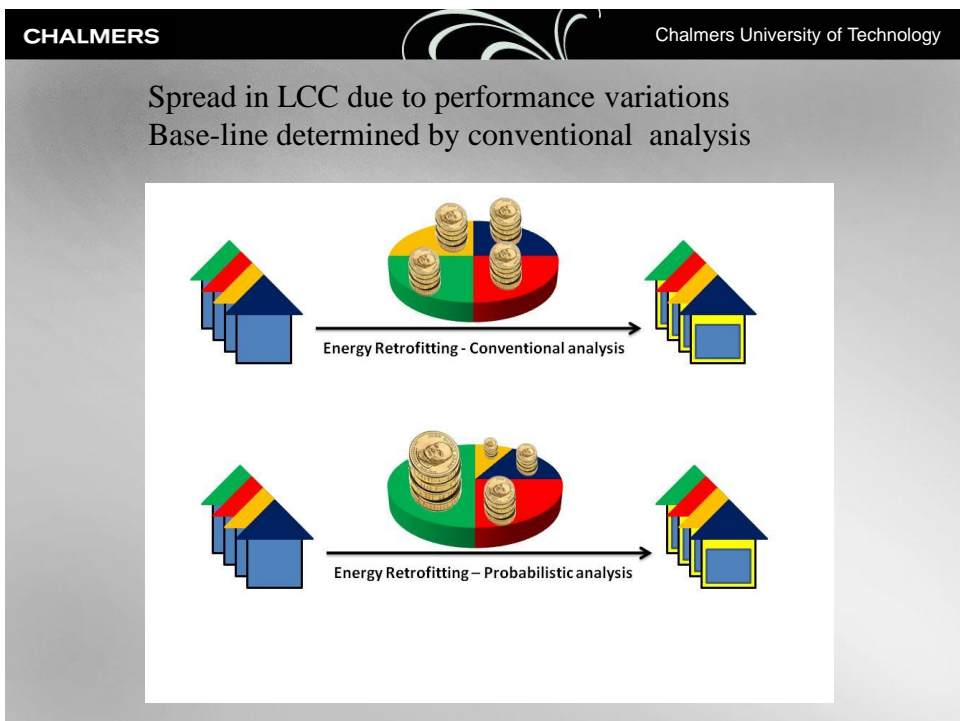 CHALMERS
Chalmers University of Technology
Spread in LCC due to performance variations
Base-line determined by conventional analysis
Energy Retrofitting - Conventional analysis
Energy Retrofitting – Probabilistic analysis